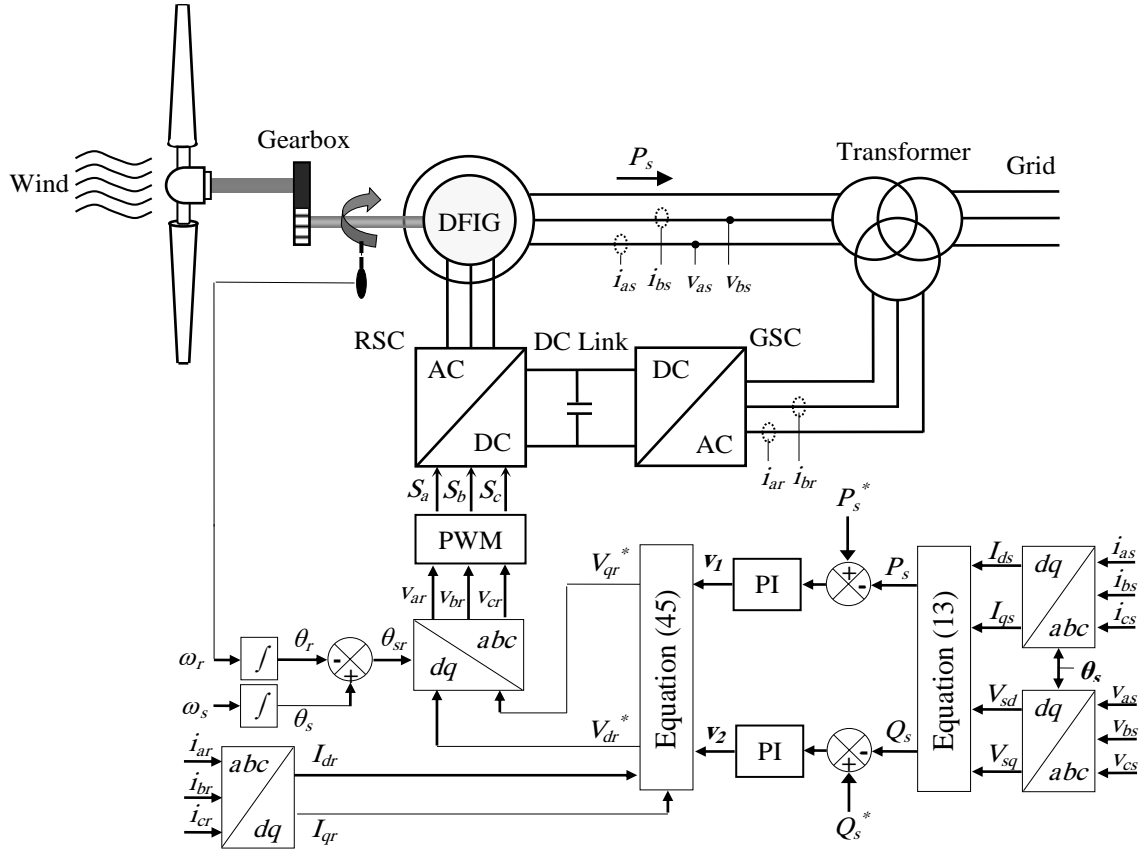 Gearbox
Wind
P_s
Transformer
Grid
DFIG
i_as
i_bs
v_as
v_bs
RSC
DC Link
GSC
AC
DC
DC
AC
i_ar
i_br
S_a
S_b
S_c
P_s^*
PWM
V_qr^*
v_1
PI
+
-
P_s
I_ds
dq
i_as
i_bs
v_ar
v_br
v_cr
I_qs
abc
i_cs
ω_r
∫
θ_r
-
+
θ_sr
abc
dq
Equation (45)
Equation (13)
θ_s
ω_s
∫
θ_s
V_dr^*
v_2
PI
-
+
Q_s
V_sd
dq
v_as
v_bs
V_sq
abc
v_cs
i_ar
abc
I_dr
i_br
i_cr
dq
I_qr
Q_s^*